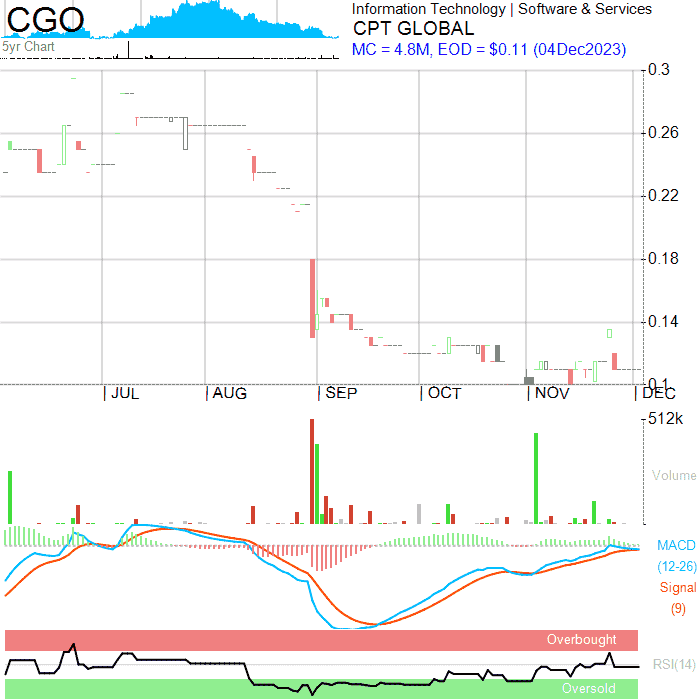 CGO
Information Technology | Software & Services
CPT GLOBAL
5yr Chart
MC = 4.8M, EOD = $0.11 (04Dec2023)
0.3
0.26
0.22
0.18
0.14
0.1
JUL AUG SEP OCT NOV DEC
512k
Volume
MACD
(12-26)
Signal
(9)
Overbought
RSI(14)
Oversold